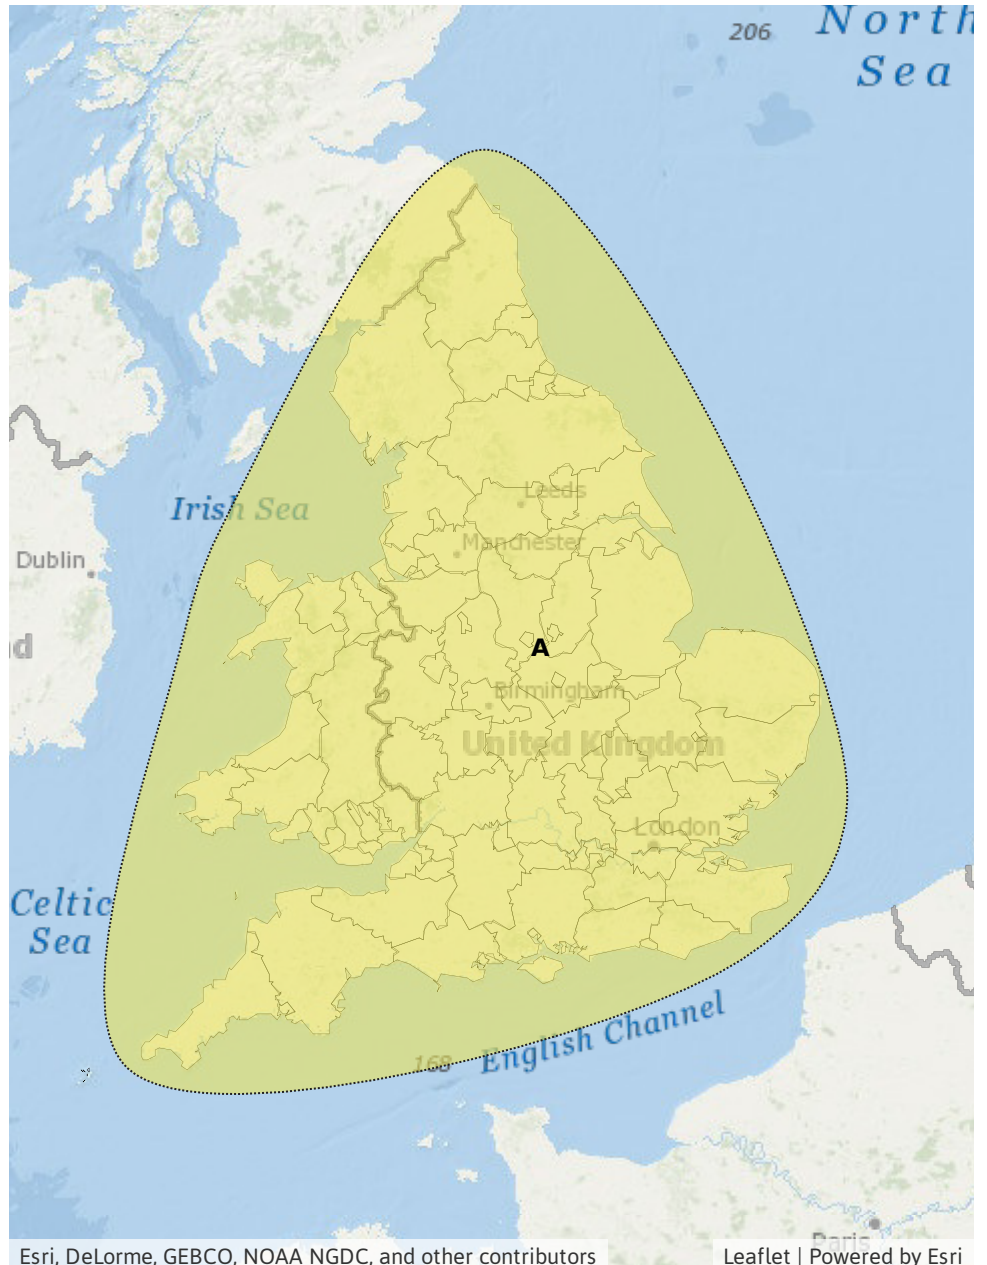 206
North
Sea
Leeds
Irish Sea
Manchester
Dublin
d
A
Birmingham
United Kingdom
London
Celtic
Sea
English Channel
168
Paris
Esri, DeLorme, GEBCO, NOAA NGDC, and other contributors
Leaflet | Powered by Esri